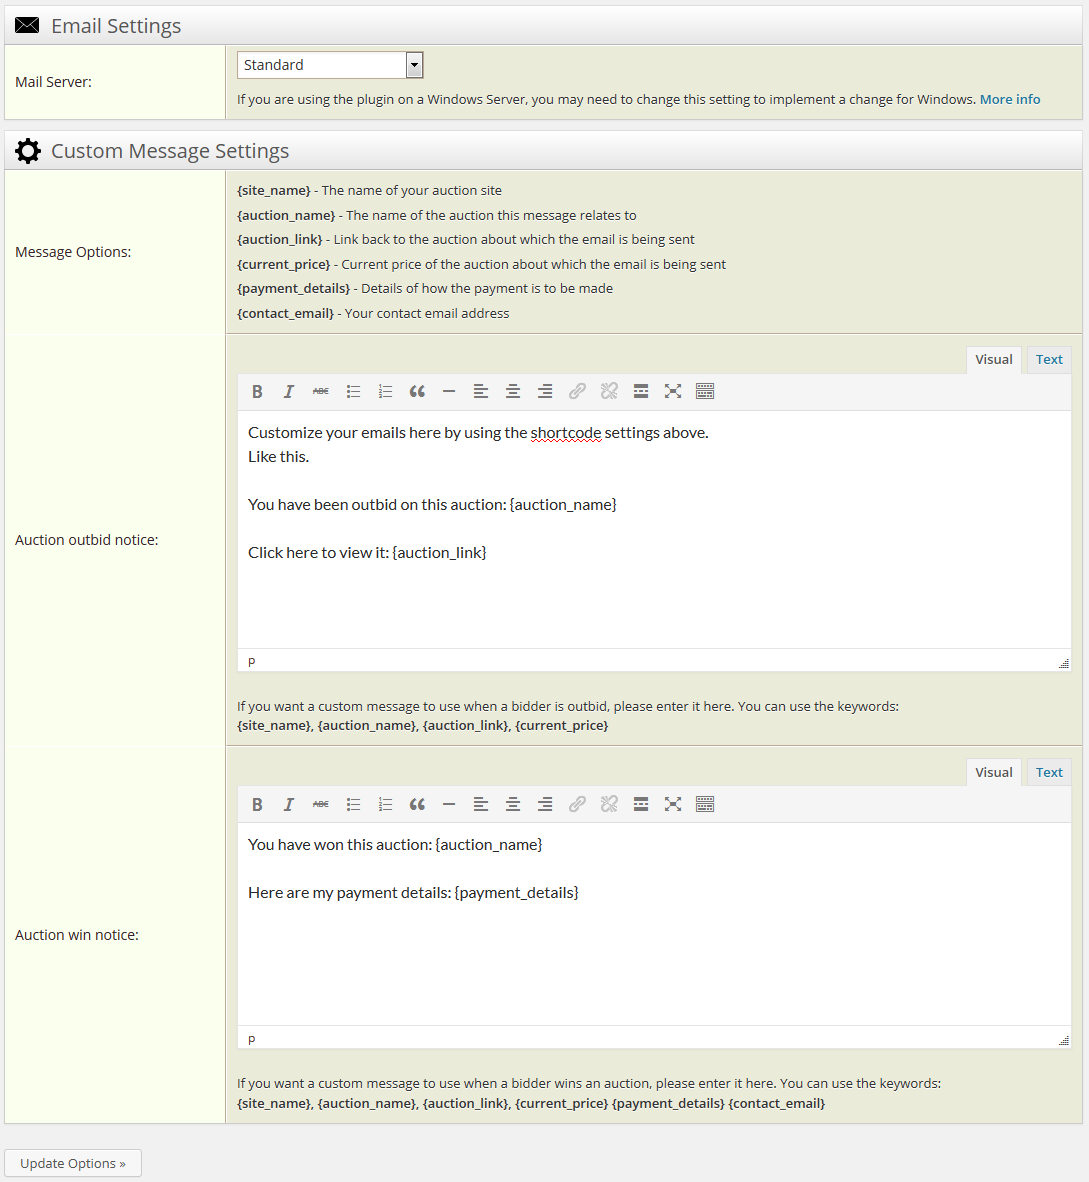 Email Settings
Mail Server:
Standard
If you are using the plugin on a Windows Server, you may need to change this setting to implement a change for Windows. More info
Custom Message Settings
Message Options:
{site_name} - The name of your auction site
{auction_name} - The name of the auction this message relates to
{auction_link} - Link back to the auction about which the email is being sent
{current_price} - Current price of the auction about which the email is being sent
{payment_details} - Details of how the payment is to be made
{contact_email} - Your contact email address
Auction outbid notice:
Visual Text
B I ABC
Customize your emails here by using the shortcode settings above.
Like this.
You have been outbid on this auction: {auction_name}
Click here to view it: {auction_link}
p
If you want a custom message to use when a bidder is outbid, please enter it here. You can use the keywords:
{site_name}, {auction_name}, {auction_link}, {current_price}
Auction win notice:
Visual Text
B I ABC
You have won this auction: {auction_name}
Here are my payment details: {payment_details}
p
If you want a custom message to use when a bidder wins an auction, please enter it here. You can use the keywords:
{site_name}, {auction_name}, {auction_link}, {current_price} {payment_details} {contact_email}
Update Options »